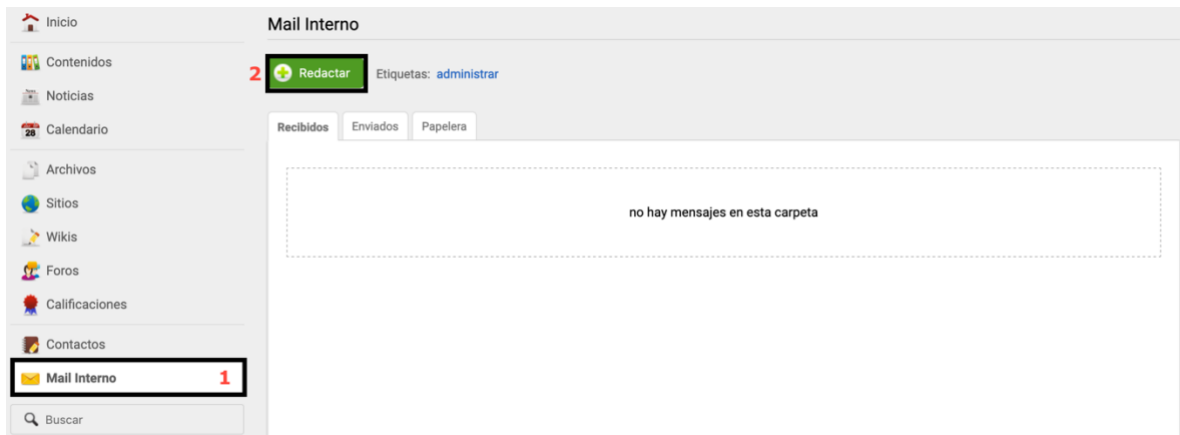 Inicio
Contenidos
Noticias
28 Calendario
Archivos
Sitios
Wikis
Foros
Calificaciones
Contactos
Mail Interno 1
Buscar
Mail Interno
2 Redactar Etiquetas: administrar
Recibidos Enviados Papelera
no hay mensajes en esta carpeta